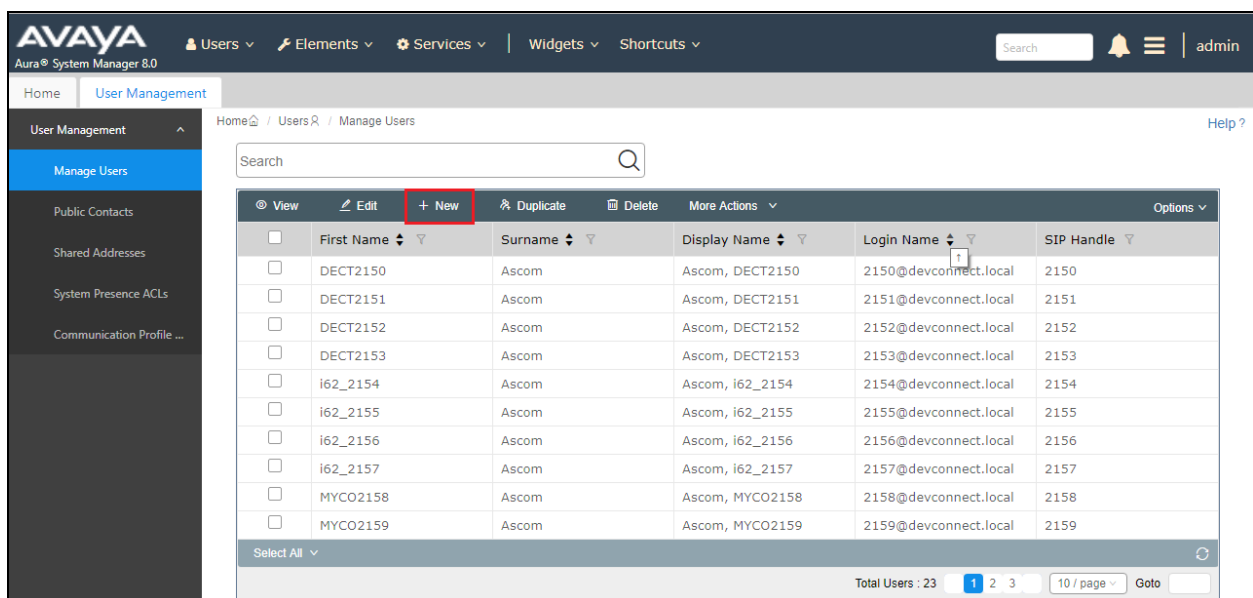 AVAYA
Aura® System Manager 8.0
Users Elements Services | Widgets Shortcuts Search admin
Home User Management
User Management
Manage Users
Public Contacts
Shared Addresses
System Presence ACLs
Communication Profile ...
Home / Users / Manage Users Help ?
Search
View Edit + New Duplicate Delete More Actions Options
First Name Surname Display Name Login Name SIP Handle
DECT2150 Ascom Ascom, DECT2150 2150@devconnect.local 2150
DECT2151 Ascom Ascom, DECT2151 2151@devconnect.local 2151
DECT2152 Ascom Ascom, DECT2152 2152@devconnect.local 2152
DECT2153 Ascom Ascom, DECT2153 2153@devconnect.local 2153
i62_2154 Ascom Ascom, i62_2154 2154@devconnect.local 2154
i62_2155 Ascom Ascom, i62_2155 2155@devconnect.local 2155
i62_2156 Ascom Ascom, i62_2156 2156@devconnect.local 2156
i62_2157 Ascom Ascom, i62_2157 2157@devconnect.local 2157
MYCO2158 Ascom Ascom, MYCO2158 2158@devconnect.local 2158
MYCO2159 Ascom Ascom, MYCO2159 2159@devconnect.local 2159
Select All
Total Users : 23 1 2 3 10 / page Goto